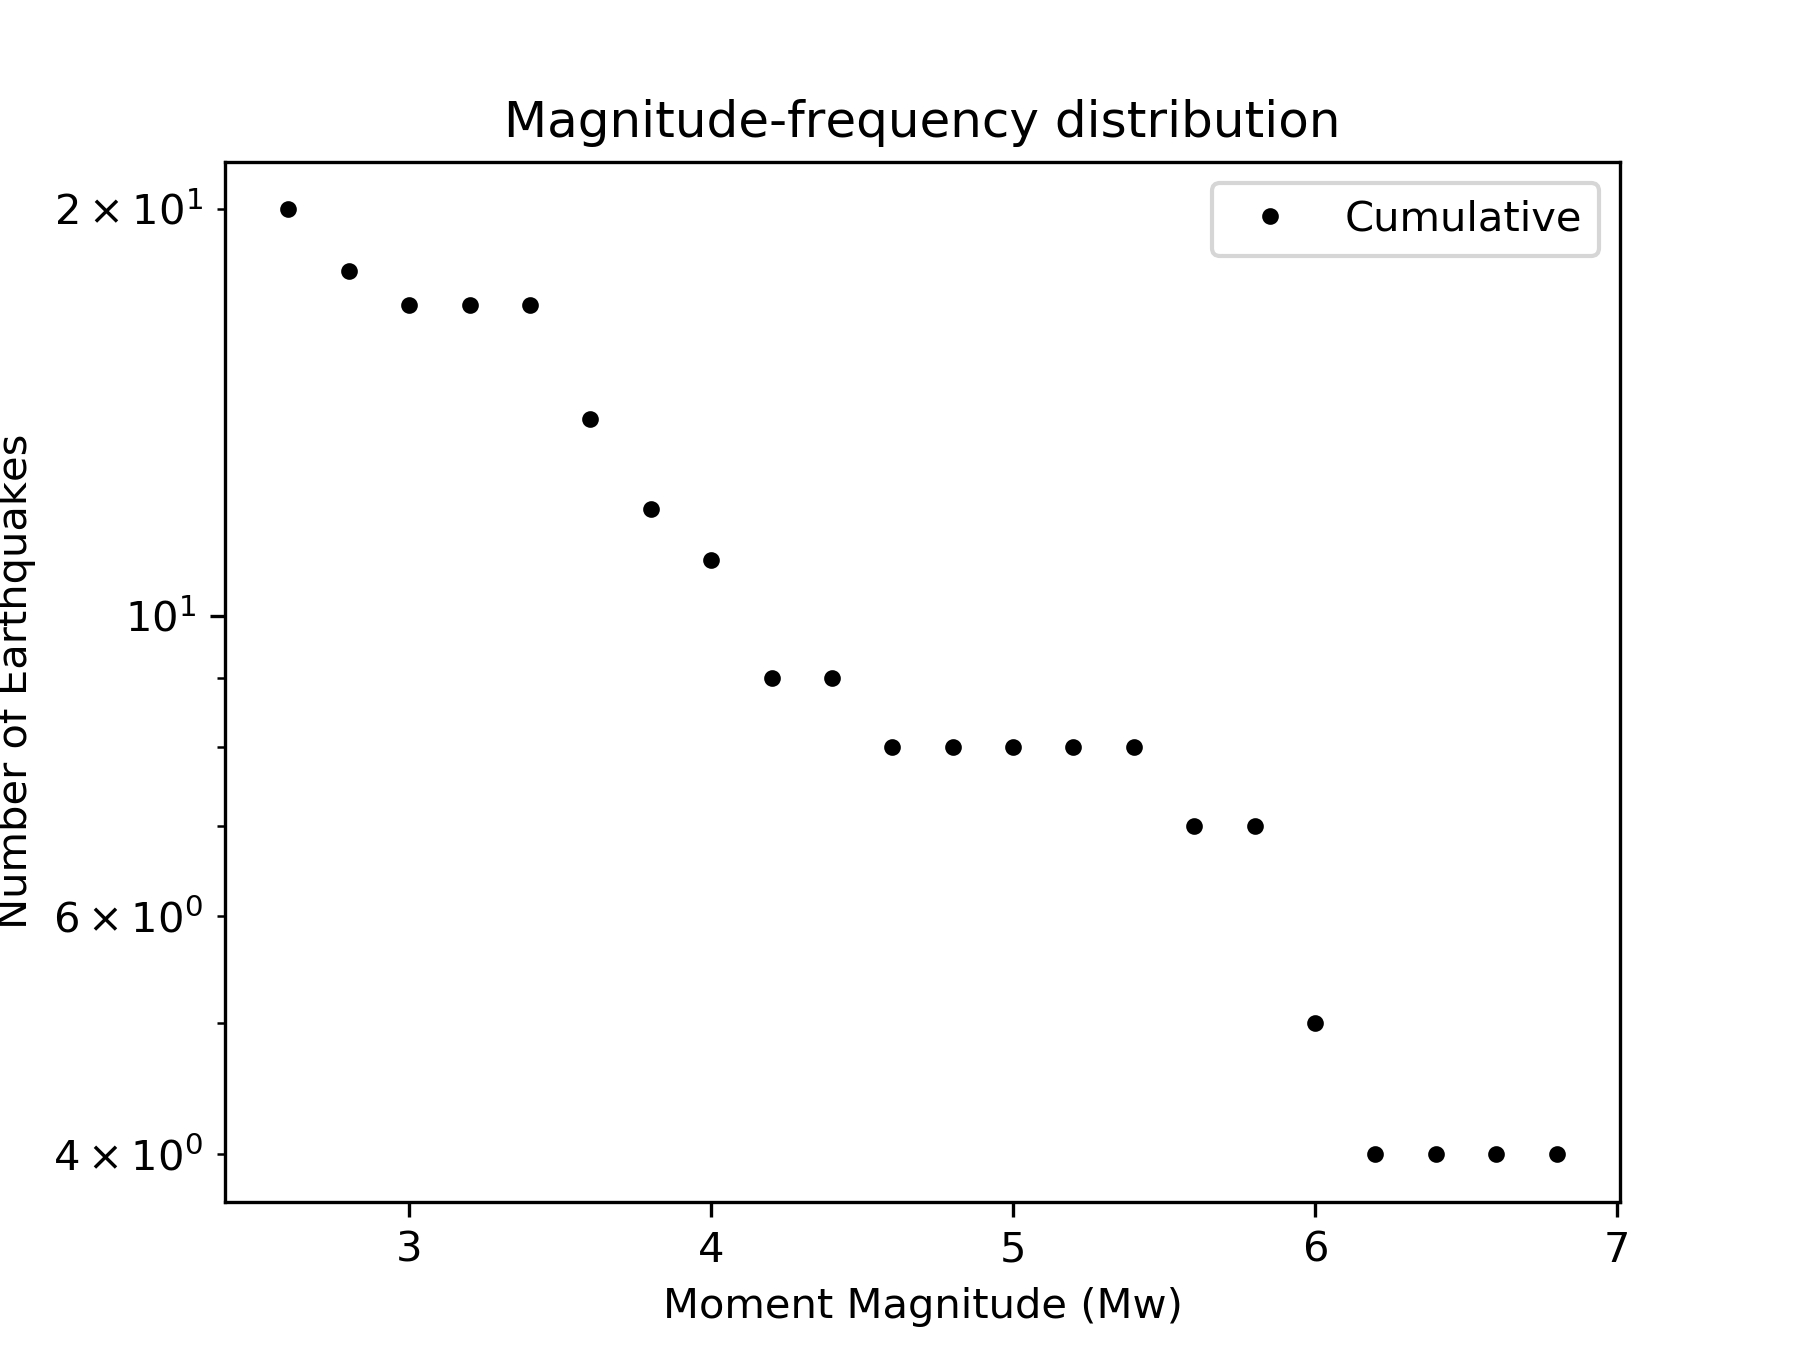 Magnitude-frequency distribution
Cumulative
Number of Earthquakes
2 × 10¹
10¹
6 × 10⁰
4 × 10⁰
3 4 5 6 7
Moment Magnitude (Mw)